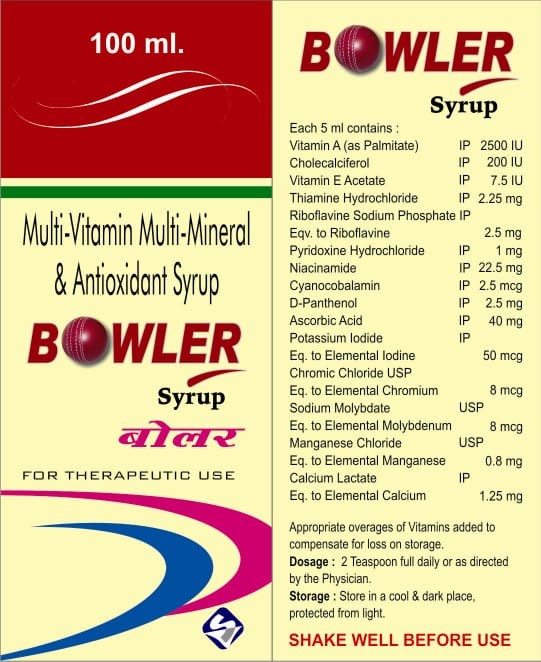 100 ml.
Multi-Vitamin Multi-Mineral
& Antioxidant Syrup
BOWLER
Syrup
बोलर
FOR THERAPEUTIC USE
BOWLER
Syrup
Each 5 ml contains :
Vitamin A (as Palmitate) IP 2500 IU
Cholecalciferol IP 200 IU
Vitamin E Acetate IP 7.5 IU
Thiamine Hydrochloride IP 2.25 mg
Riboflavine Sodium Phosphate IP
Eqv. to Riboflavine 2.5 mg
Pyridoxine Hydrochloride IP 1 mg
Niacinamide IP 22.5 mg
Cyanocobalamin IP 2.5 mcg
D-Panthenol IP 2.5 mg
Ascorbic Acid IP 40 mg
Potassium Iodide IP
Eq. to Elemental Iodine 50 mcg
Chromic Chloride USP
Eq. to Elemental Chromium 8 mcg
Sodium Molybdate USP
Eq. to Elemental Molybdenum 8 mcg
Manganese Chloride USP
Eq. to Elemental Manganese 0.8 mg
Calcium Lactate IP
Eq. to Elemental Calcium 1.25 mg
Appropriate overages of Vitamins added to
compensate for loss on storage.
Dosage : 2 Teaspoon full daily or as directed
by the Physician.
Storage : Store in a cool & dark place,
protected from light.
SHAKE WELL BEFORE USE